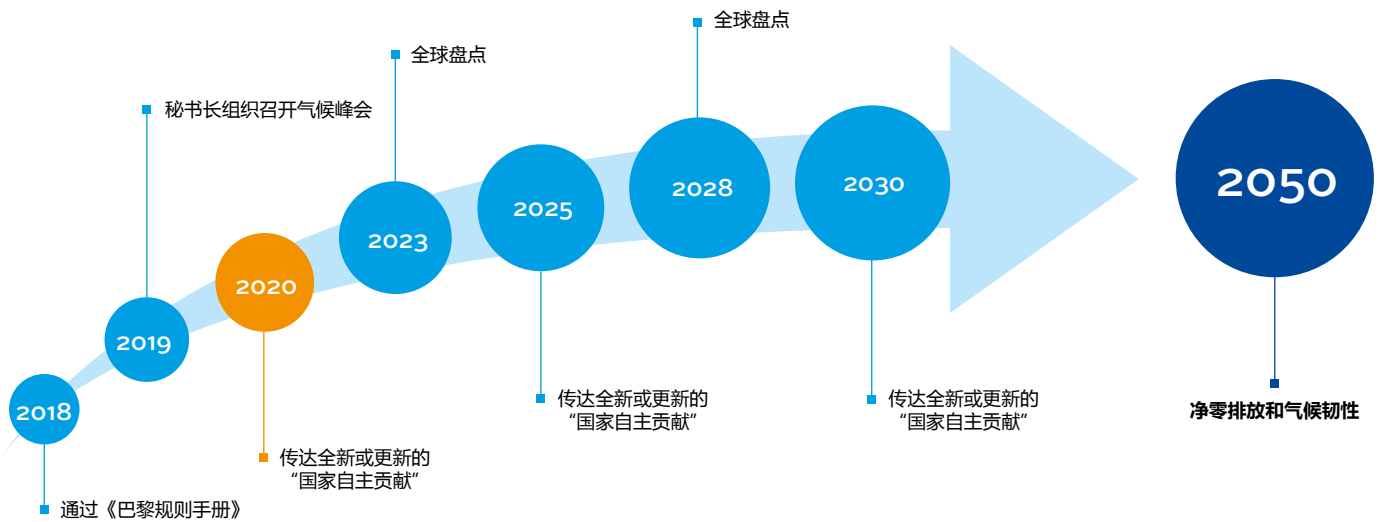 2018
通过《巴黎规则手册》
2019
秘书长组织召开气候峰会
2020
传达全新或更新的
“国家自主贡献”
2023
全球盘点
2025
传达全新或更新的
“国家自主贡献”
2028
全球盘点
2030
传达全新或更新的
“国家自主贡献”
2050
净零排放和气候韧性